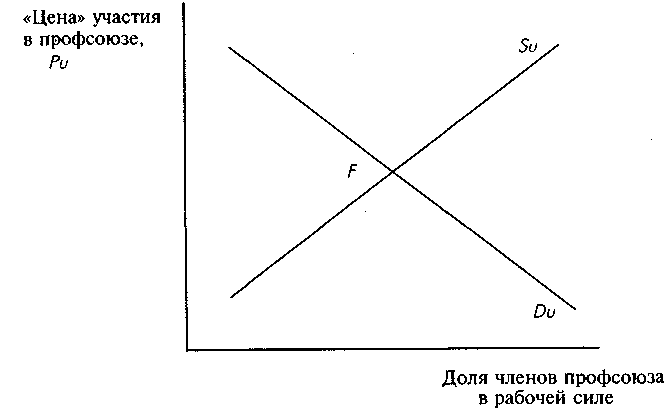 «Цена» участия
в профсоюзе,
Pu
Su
F
Du
Доля членов профсоюза
в рабочей силе